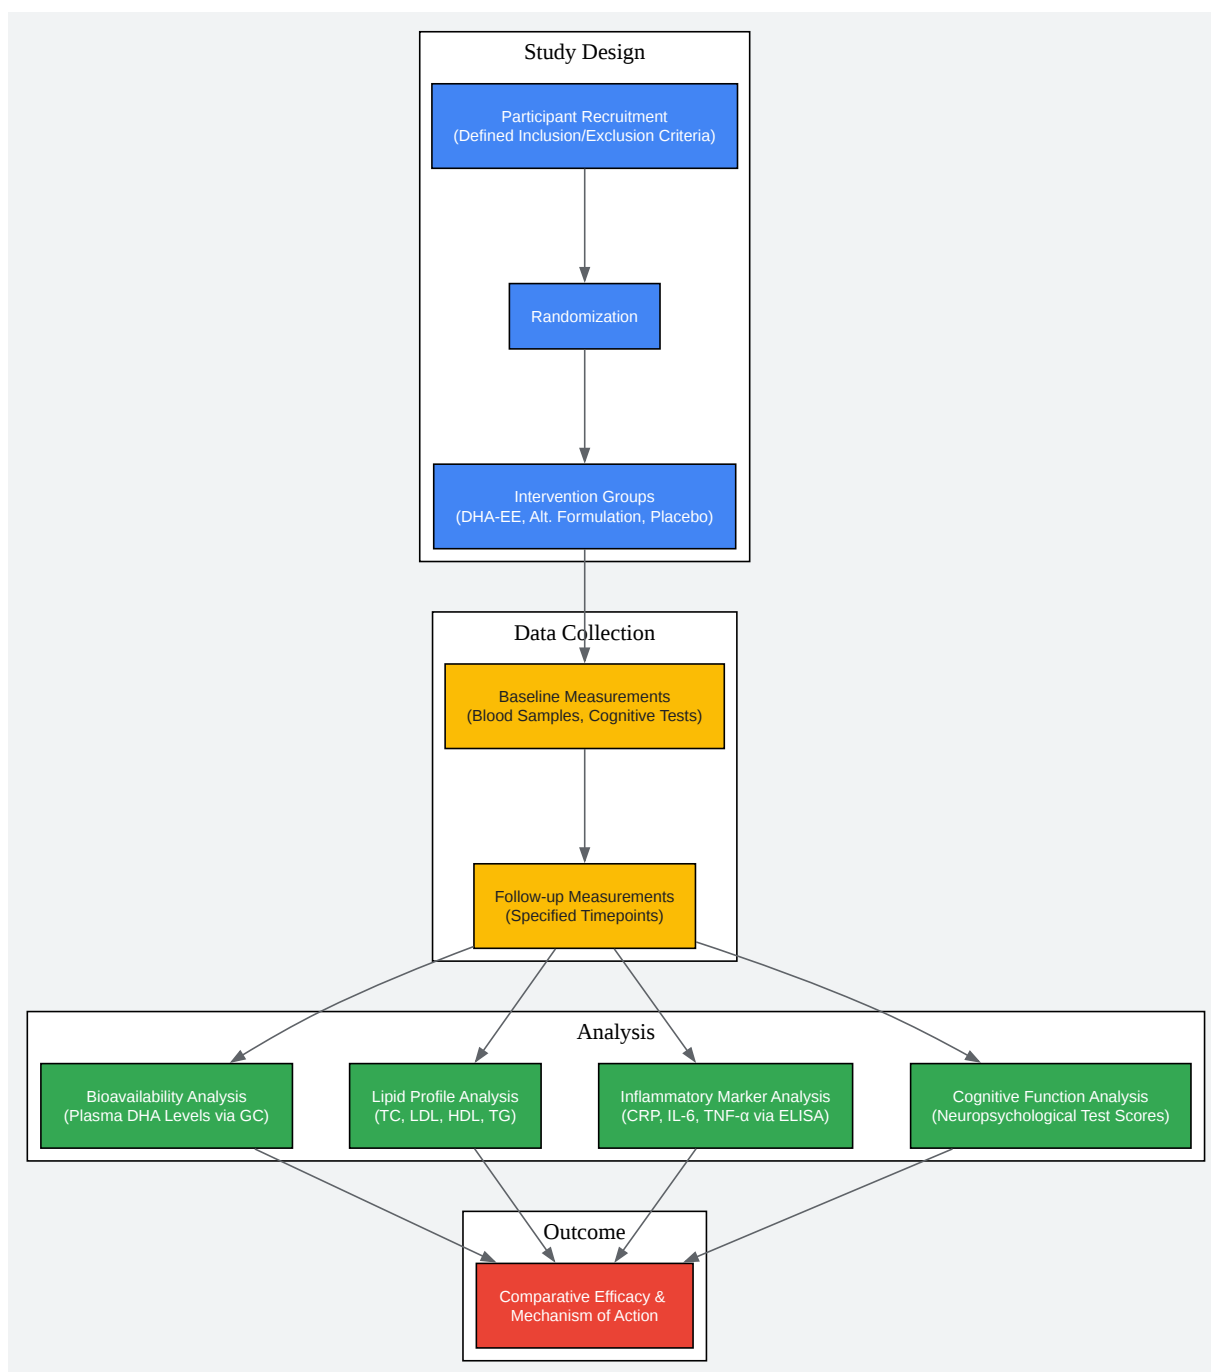 Study Design
Participant Recruitment
(Defined Inclusion/Exclusion Criteria)
Randomization
Intervention Groups
(DHA-EE, Alt. Formulation, Placebo)
Data Collection
Baseline Measurements
(Blood Samples, Cognitive Tests)
Follow-up Measurements
(Specified Timepoints)
Analysis
Bioavailability Analysis
(Plasma DHA Levels via GC)
Lipid Profile Analysis
(TC, LDL, HDL, TG)
Inflammatory Marker Analysis
(CRP, IL-6, TNF-α via ELISA)
Cognitive Function Analysis
(Neuropsychological Test Scores)
Outcome
Comparative Efficacy &
Mechanism of Action